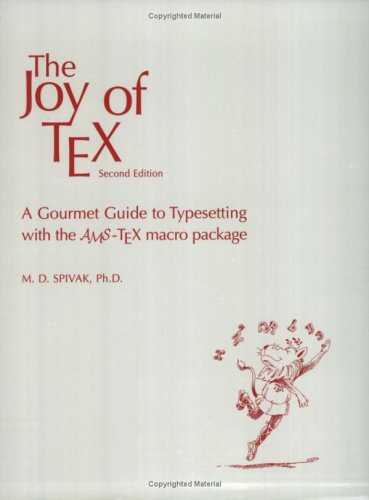 Copyrighted Material
The
Joy of
TEX
Second Edition
A Gourmet Guide to Typesetting
with the AMS-TEX macro package
M. D. SPIVAK, Ph.D.
Copyrighted Material